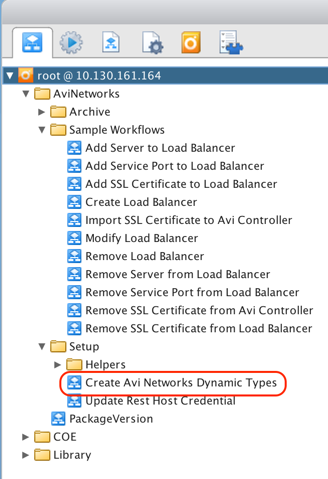 root @ 10.130.161.164
AviNetworks
Archive
Sample Workflows
Add Server to Load Balancer
Add Service Port to Load Balancer
Add SSL Certificate to Load Balancer
Create Load Balancer
Import SSL Certificate to Avi Controller
Modify Load Balancer
Remove Load Balancer
Remove Server from Load Balancer
Remove Service Port from Load Balancer
Remove SSL Certificate from Avi Controller
Remove SSL Certificate from Load Balancer
Setup
Helpers
Create Avi Networks Dynamic Types
Update Rest Host Credential
PackageVersion
COE
Library